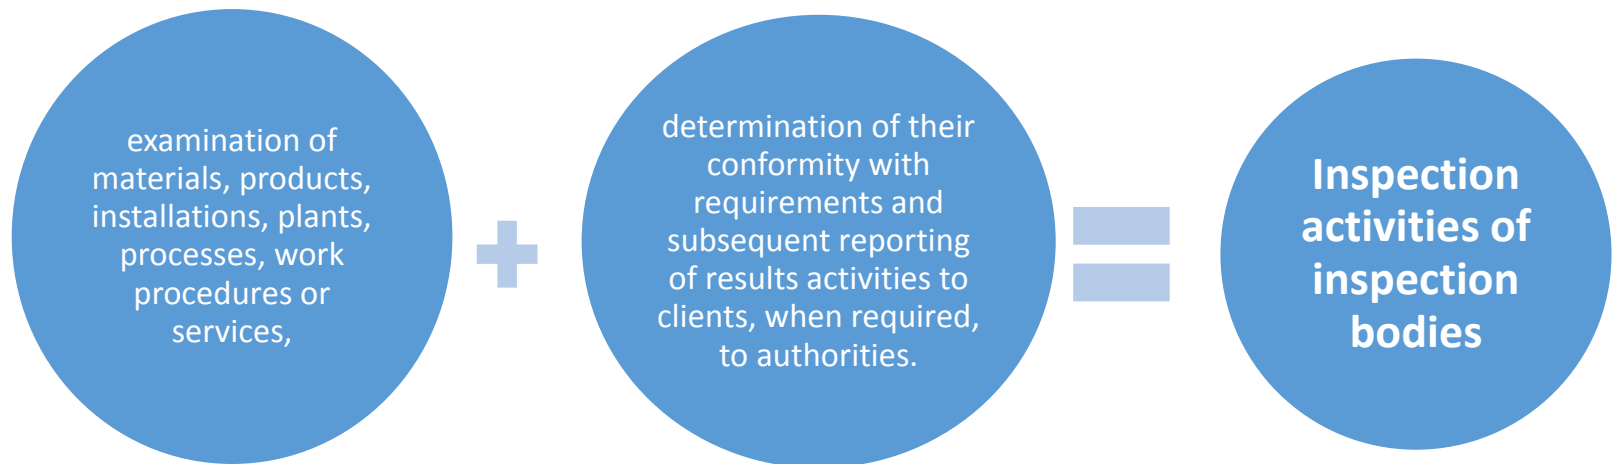 examination of
materials, products,
installations, plants,
processes, work
procedures or
services,
determination of their
conformity with
requirements and
subsequent reporting
of results activities to
clients, when required,
to authorities.
Inspection
activities of
inspection
bodies